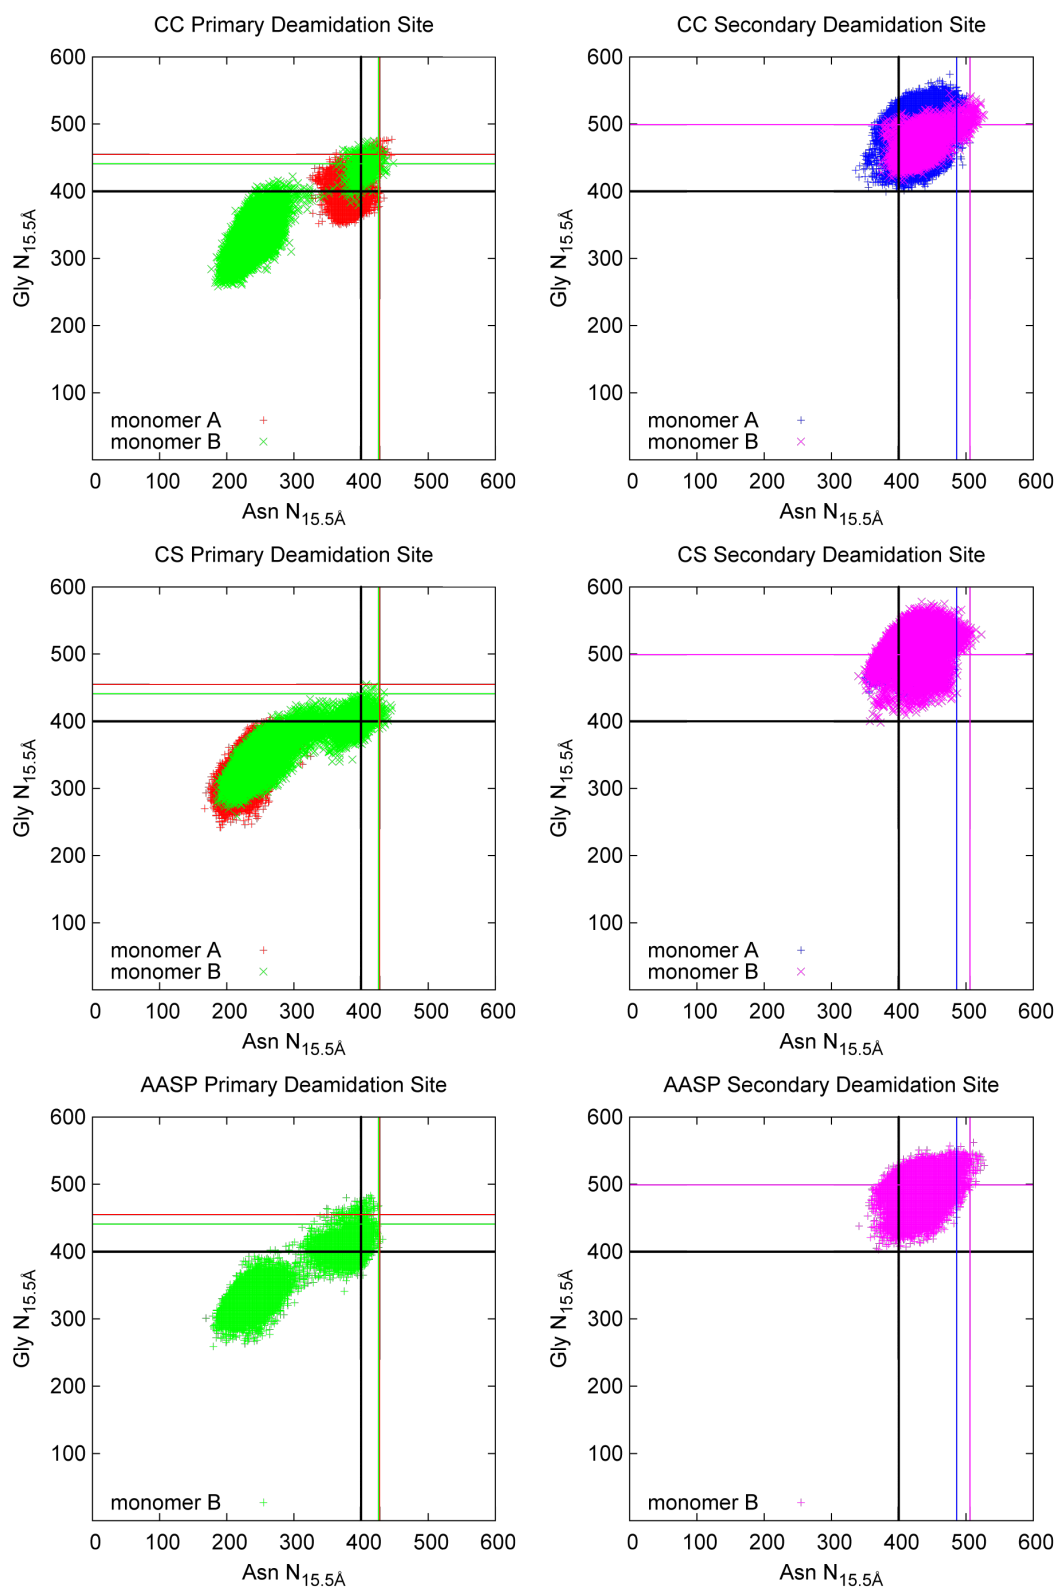 CC Primary Deamidation Site
600
500
400
300
200
100
Gly N15.5Å
monomer A
monomer B
0 100 200 300 400 500 600
Asn N15.5Å
CC Secondary Deamidation Site
600
500
400
300
200
100
Gly N15.5Å
monomer A
monomer B
0 100 200 300 400 500 600
Asn N15.5Å
CS Primary Deamidation Site
600
500
400
300
200
100
Gly N15.5Å
monomer A
monomer B
0 100 200 300 400 500 600
Asn N15.5Å
CS Secondary Deamidation Site
600
500
400
300
200
100
Gly N15.5Å
monomer A
monomer B
0 100 200 300 400 500 600
Asn N15.5Å
AASP Primary Deamidation Site
600
500
400
300
200
100
Gly N15.5Å
monomer B
0 100 200 300 400 500 600
Asn N15.5Å
AASP Secondary Deamidation Site
600
500
400
300
200
100
Gly N15.5Å
monomer B
0 100 200 300 400 500 600
Asn N15.5Å